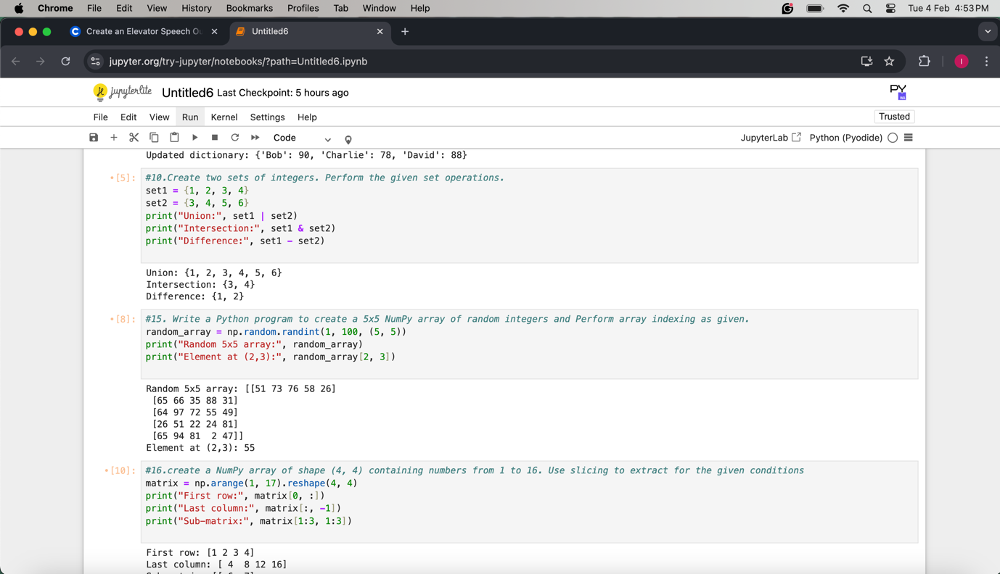 Chrome File Edit View History Bookmarks Profiles Tab Window Help Tue 4 Feb 4:53 PM
Create an Elevator Speech Ou Untitled6
jupyter.org/try-jupyter/notebooks/?path=Untitled6.ipynb I
jupyterlite Untitled6 Last Checkpoint: 5 hours ago PY WA
File Edit View Run Kernel Settings Help Trusted
Code JupyterLab Python (Pyodide)
Updated dictionary: {'Bob': 90, 'Charlie': 78, 'David': 88}
•[5]: #10.Create two sets of integers. Perform the given set operations.
set1 = {1, 2, 3, 4}
set2 = {3, 4, 5, 6}
print("Union:", set1 | set2)
print("Intersection:", set1 & set2)
print("Difference:", set1 - set2)
Union: {1, 2, 3, 4, 5, 6}
Intersection: {3, 4}
Difference: {1, 2}
•[8]: #15. Write a Python program to create a 5x5 NumPy array of random integers and Perform array indexing as given.
random_array = np.random.randint(1, 100, (5, 5))
print("Random 5x5 array:", random_array)
print("Element at (2,3):", random_array[2, 3])
Random 5x5 array: [[51 73 76 58 26]
[65 66 35 88 31]
[64 97 72 55 49]
[26 51 22 24 81]
[65 94 81  2 47]]
Element at (2,3): 55
•[10]: #16.create a NumPy array of shape (4, 4) containing numbers from 1 to 16. Use slicing to extract for the given conditions
matrix = np.arange(1, 17).reshape(4, 4)
print("First row:", matrix[0, :])
print("Last column:", matrix[:, -1])
print("Sub-matrix:", matrix[1:3, 1:3])
First row: [1 2 3 4]
Last column: [ 4  8 12 16]